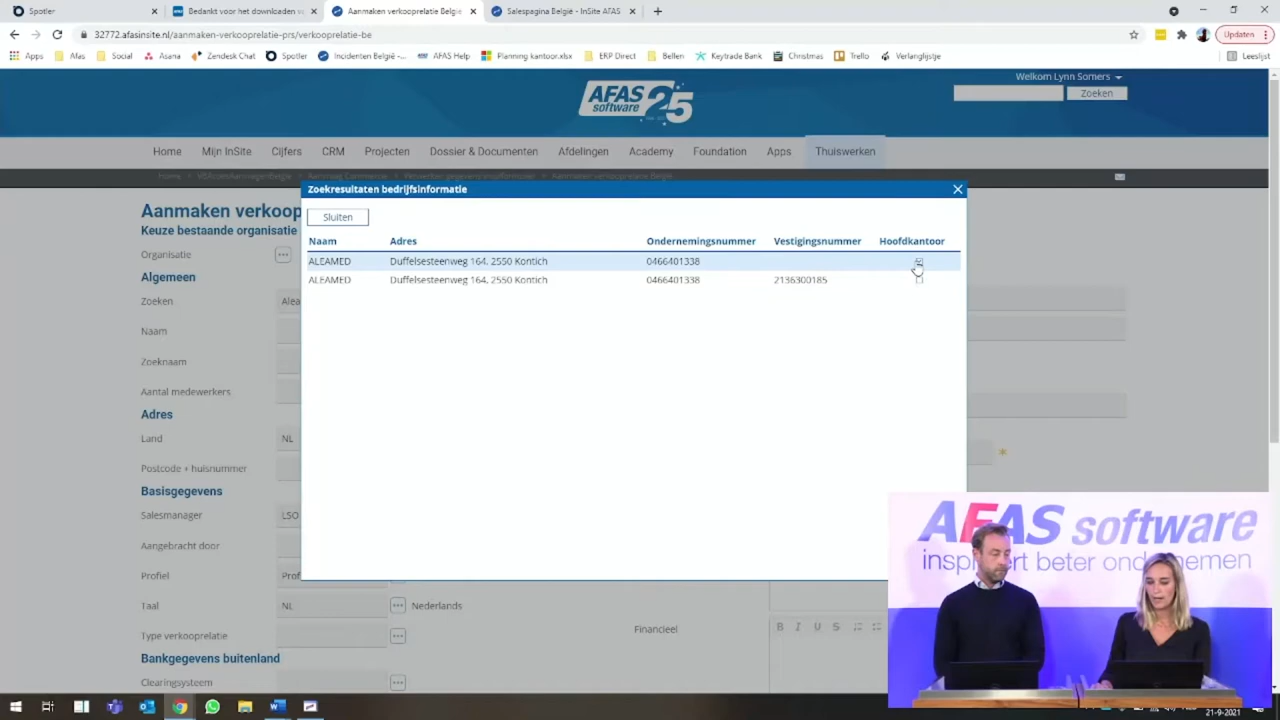 Spotler
Bedankt voor het downloaden v
Aanmaken verkooprelatie België
Salespagina België - InSite AFAS
32772.afasinsite.nl/aanmaken-verkooprelatie-prs/verkooprelatie-be
Updaten
Apps
Afas
Social
Asana
Zendesk Chat
Spotler
Incidenten België -...
AFAS Help
Planning kantoor.xlsx
ERP Direct
Bellen
Keytrade Bank
Christmas
Trello
Verlanglijstje
Leeslijst
Welkom Lynn Somers
AFAS
software
25
Zoeken
Home
Mijn InSite
Cijfers
CRM
Projecten
Dossier & Documenten
Afdelingen
Academy
Foundation
Apps
Thuiswerken
Aanmaken verkoop
Keuze bestaande organisatie
Organisatie
Algemeen
Zoeken
Alea
Naam
Zoeknaam
Aantal medewerkers
Adres
Land
NL
Postcode + huisnummer
Basisgegevens
Salesmanager
LSO
Aangebracht door
Profiel
Prof
Taal
NL
Nederlands
Type verkooprelatie
Bankgegevens buitenland
Clearingsysteem
Financieel
B I U S
Zoekresultaten bedrijfsinformatie
Sluiten
Naam Adres Ondernemingsnummer Vestigingsnummer Hoofdkantoor
ALEAMED Duffelsesteenweg 164, 2550 Kontich 0466401338
ALEAMED Duffelsesteenweg 164, 2550 Kontich 0466401338 2136300185
AFAS software
inspireert beter ondernemen
21-9-2021